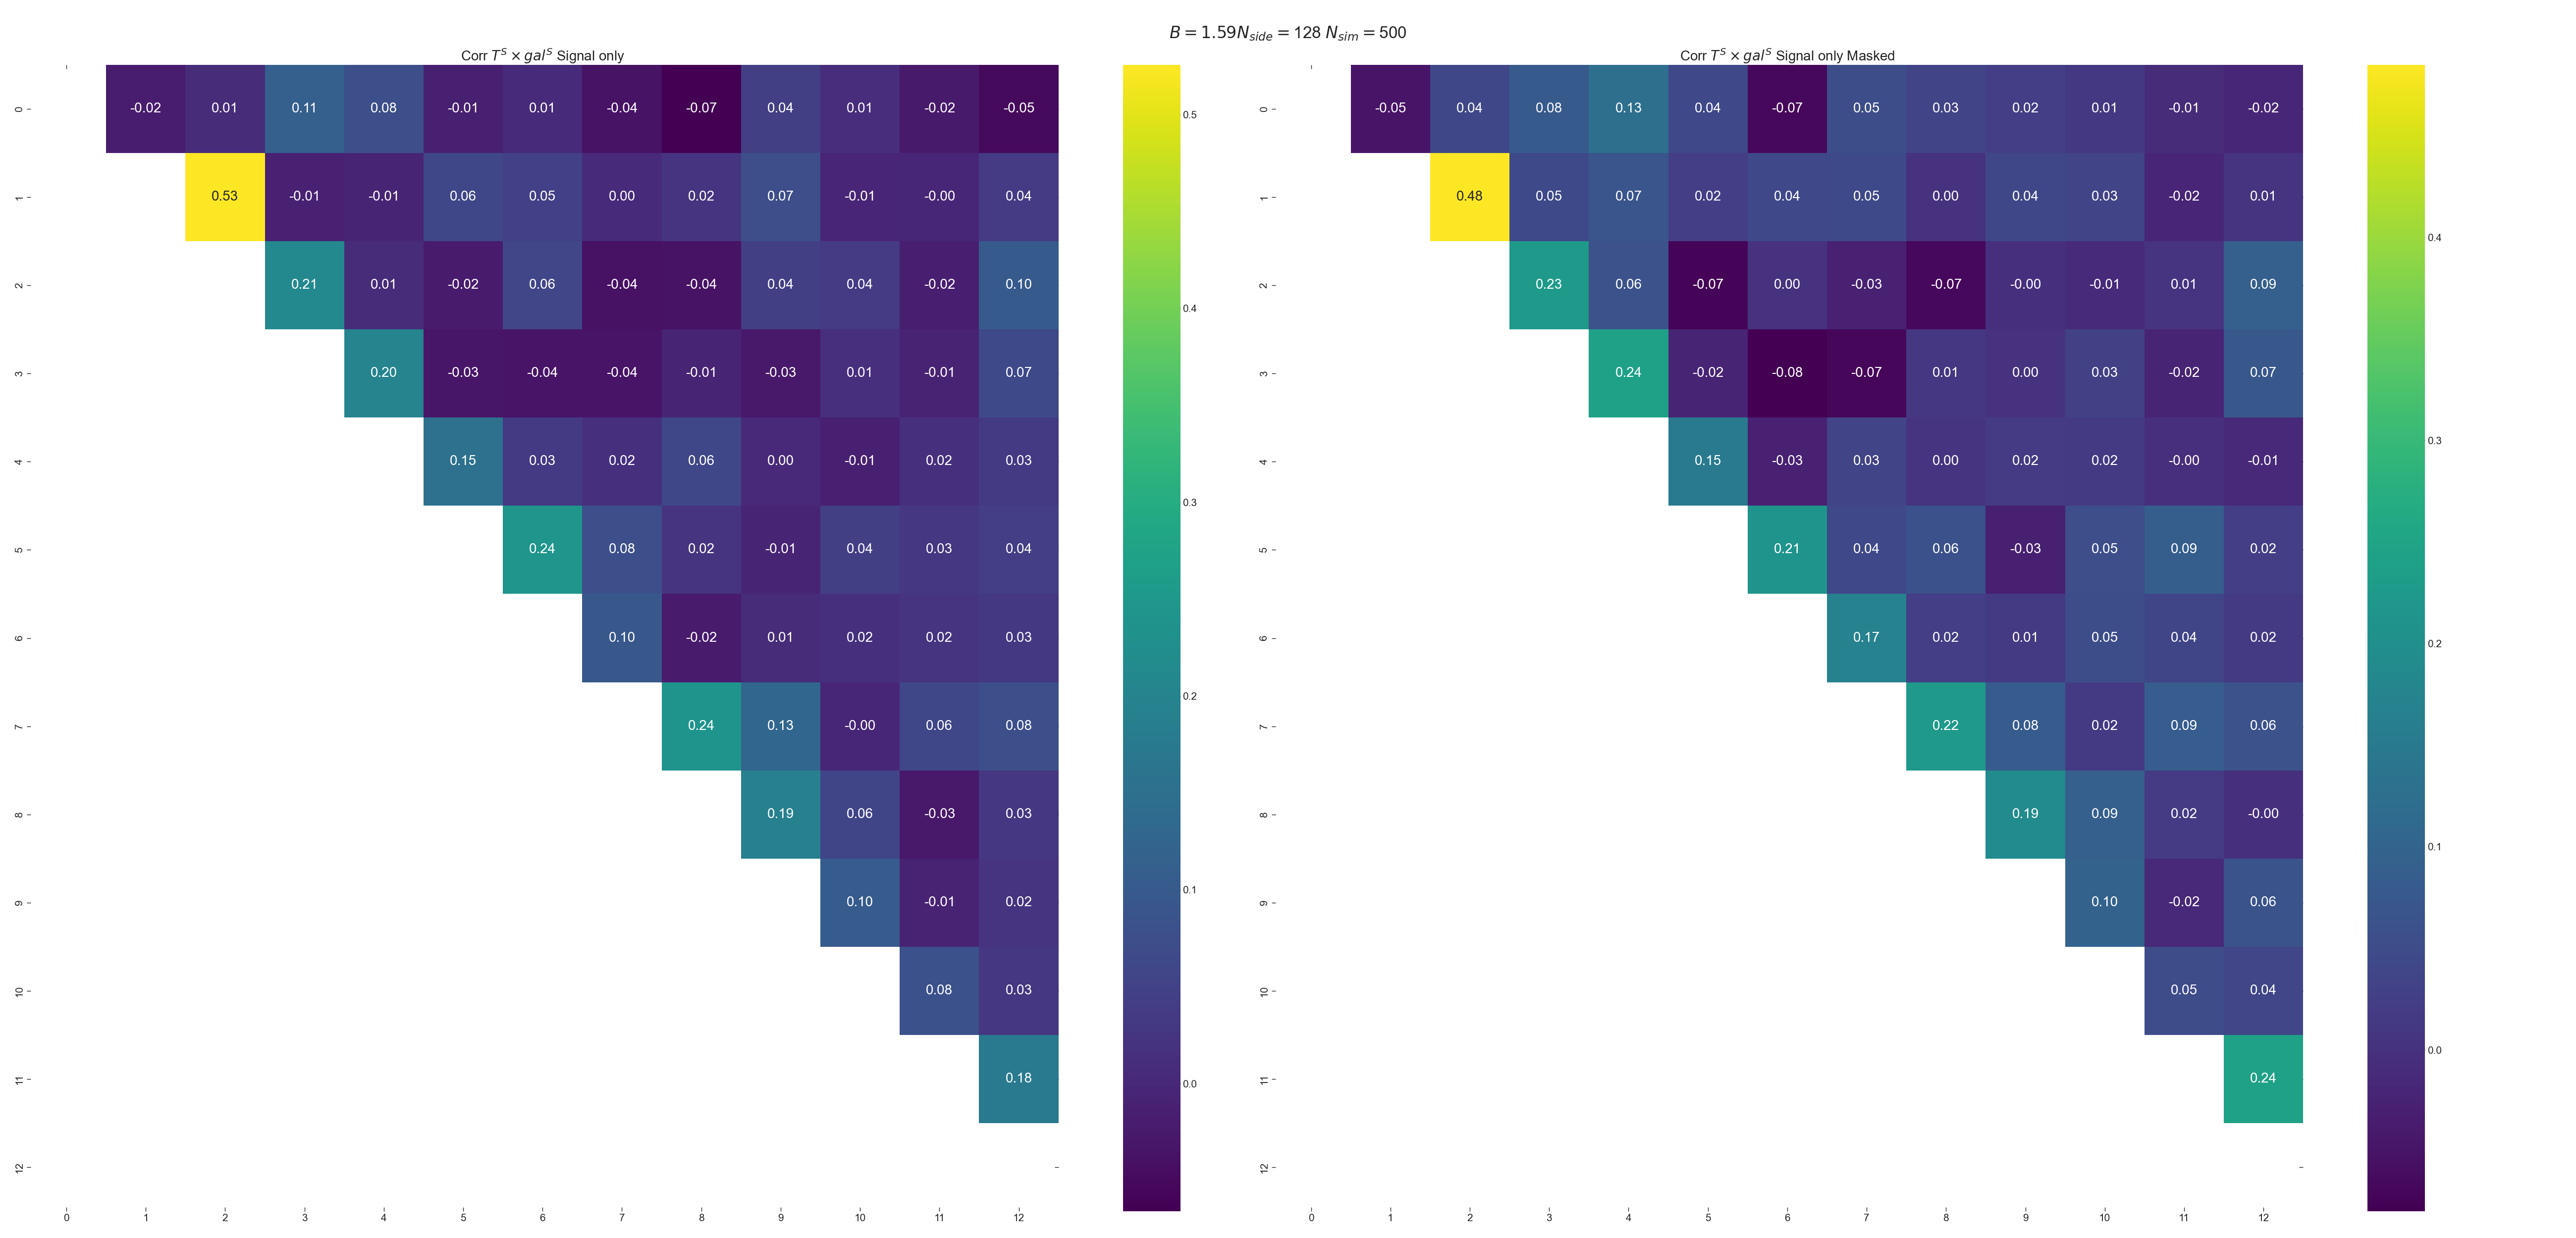 B = 1.59N_side = 128 N_sim = 500
Corr T^S × gal^S Signal only
0 -0.02 0.01 0.11 0.08 -0.01 0.01 -0.04 -0.07 0.04 0.01 -0.02 -0.05
1 0.53 -0.01 -0.01 0.06 0.05 0.00 0.02 0.07 -0.01 -0.00 0.04
2 0.21 0.01 -0.02 0.06 -0.04 -0.04 0.04 0.04 -0.02 0.10
3 0.20 -0.03 -0.04 -0.04 -0.01 -0.03 0.01 -0.01 0.07
4 0.15 0.03 0.02 0.06 0.00 -0.01 0.02 0.03
5 0.24 0.08 0.02 -0.01 0.04 0.03 0.04
6 0.10 -0.02 0.01 0.02 0.02 0.03
7 0.24 0.13 -0.00 0.06 0.08
8 0.19 0.06 -0.03 0.03
9 0.10 -0.01 0.02
10 0.08 0.03
11 0.18
12
0 1 2 3 4 5 6 7 8 9 10 11 12
0.5
0.4
0.3
0.2
0.1
0.0
Corr T^S × gal^S Signal only Masked
0 -0.05 0.04 0.08 0.13 0.04 -0.07 0.05 0.03 0.02 0.01 -0.01 -0.02
1 0.48 0.05 0.07 0.02 0.04 0.05 0.00 0.04 0.03 -0.02 0.01
2 0.23 0.06 -0.07 0.00 -0.03 -0.07 -0.00 -0.01 0.01 0.09
3 0.24 -0.02 -0.08 -0.07 0.01 0.00 0.03 -0.02 0.07
4 0.15 -0.03 0.03 0.00 0.02 0.02 -0.00 -0.01
5 0.21 0.04 0.06 -0.03 0.05 0.09 0.02
6 0.17 0.02 0.01 0.05 0.04 0.02
7 0.22 0.08 0.02 0.09 0.06
8 0.19 0.09 0.02 -0.00
9 0.10 -0.02 0.06
10 0.05 0.04
11 0.24
12
0 1 2 3 4 5 6 7 8 9 10 11 12
0.4
0.3
0.2
0.1
0.0